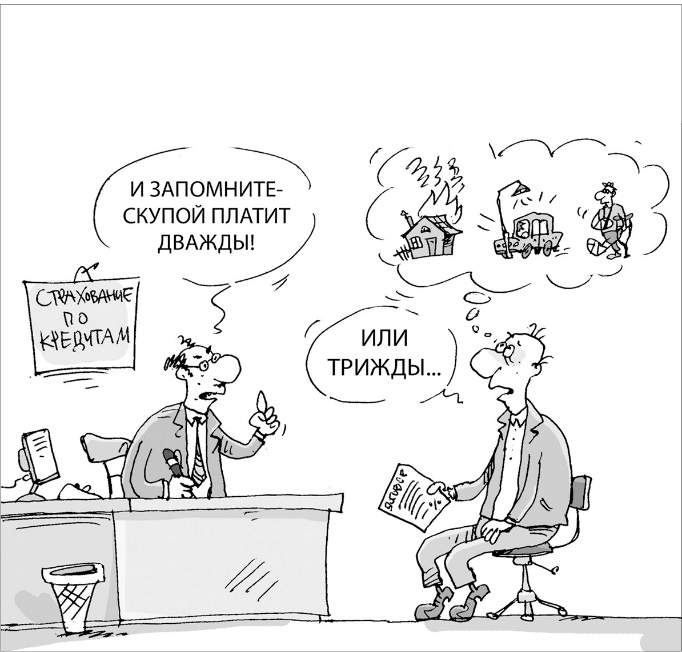 И ЗАПОМНИТЕ-
СКУПОЙ ПЛАТИТ
ДВАЖДЫ!
СТРАХОВАНИЕ
ПО
КРЕДИТАМ
ИЛИ
ТРИЖДЫ...
ДОГОВОР
%